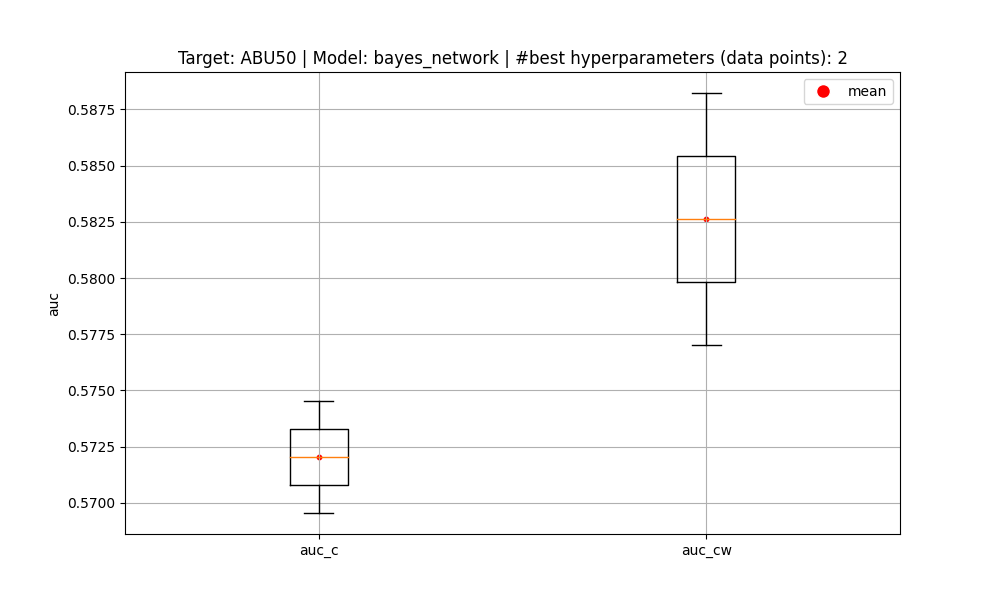 Target: ABU50 | Model: bayes_network | #best hyperparameters (data points): 2
mean
0.5875
0.5850
0.5825
0.5800
0.5775
0.5750
0.5725
0.5700
auc
auc_c
auc_cw